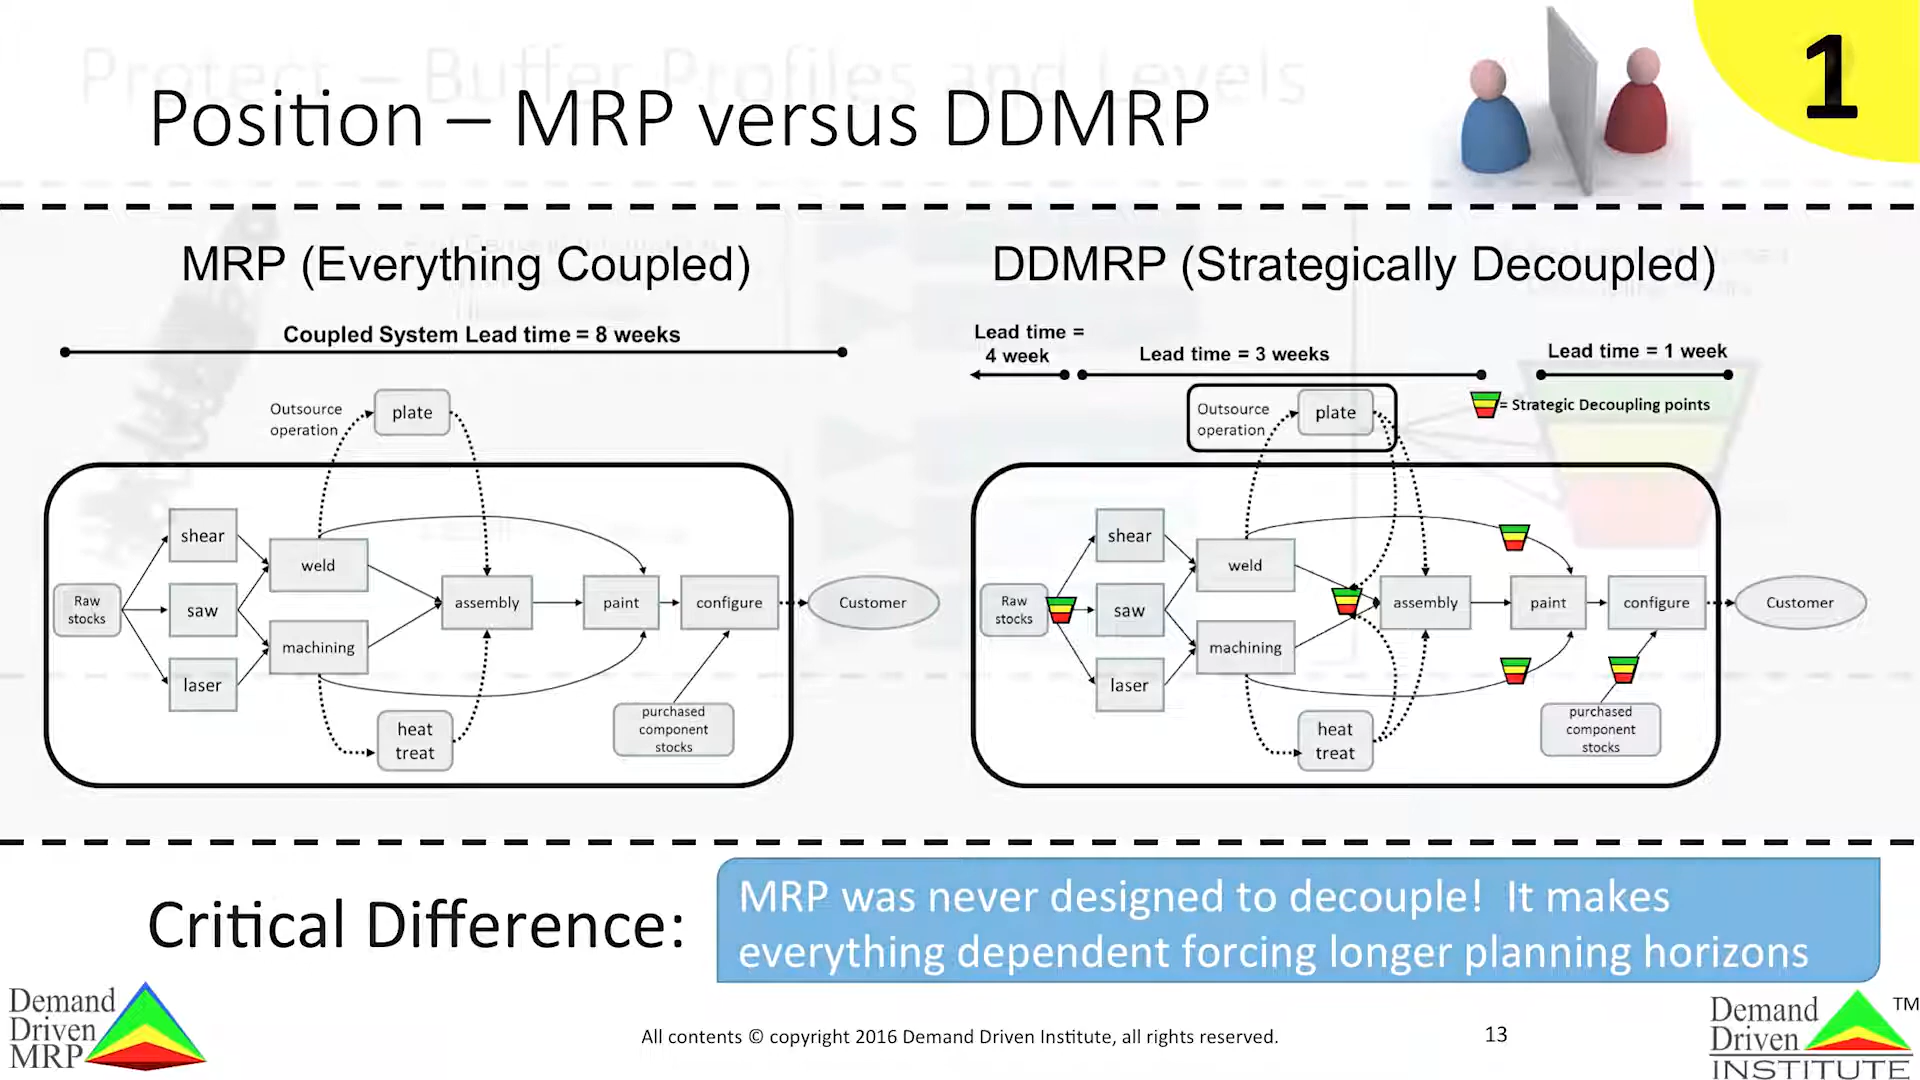 Protect – Buffer Profiles and Levels
Position – MRP versus DDMRP
1
MRP (Everything Coupled)
Coupled System Lead time = 8 weeks
Outsource
operation
plate
shear
weld
Raw
stocks
saw
assembly
paint
configure
Customer
machining
laser
heat
treat
purchased
component
stocks
DDMRP (Strategically Decoupled)
Lead time =
4 week
Lead time = 3 weeks
Lead time = 1 week
Outsource
operation
plate
= Strategic Decoupling points
shear
weld
Raw
stocks
saw
assembly
paint
configure
Customer
machining
laser
heat
treat
purchased
component
stocks
Critical Difference:
MRP was never designed to decouple! It makes
everything dependent forcing longer planning horizons
Demand
Driven
MRP
All contents © copyright 2016 Demand Driven Institute, all rights reserved.
13
Demand
Driven
INSTITUTE
TM